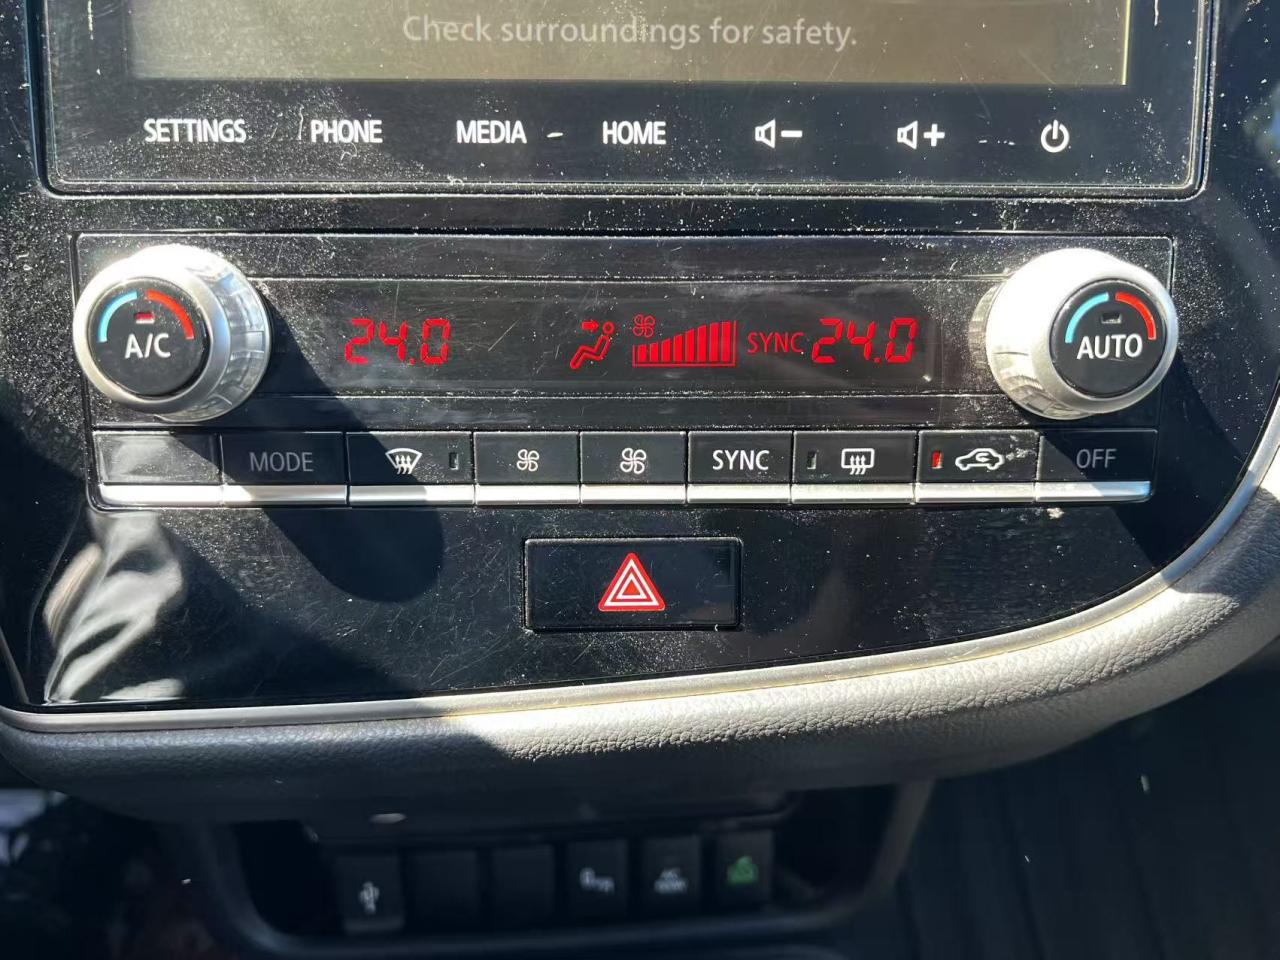 Check surroundings for safety.
SETTINGS PHONE MEDIA HOME
A/C 24.0 SYNC 24.0 AUTO
MODE SYNC OFF